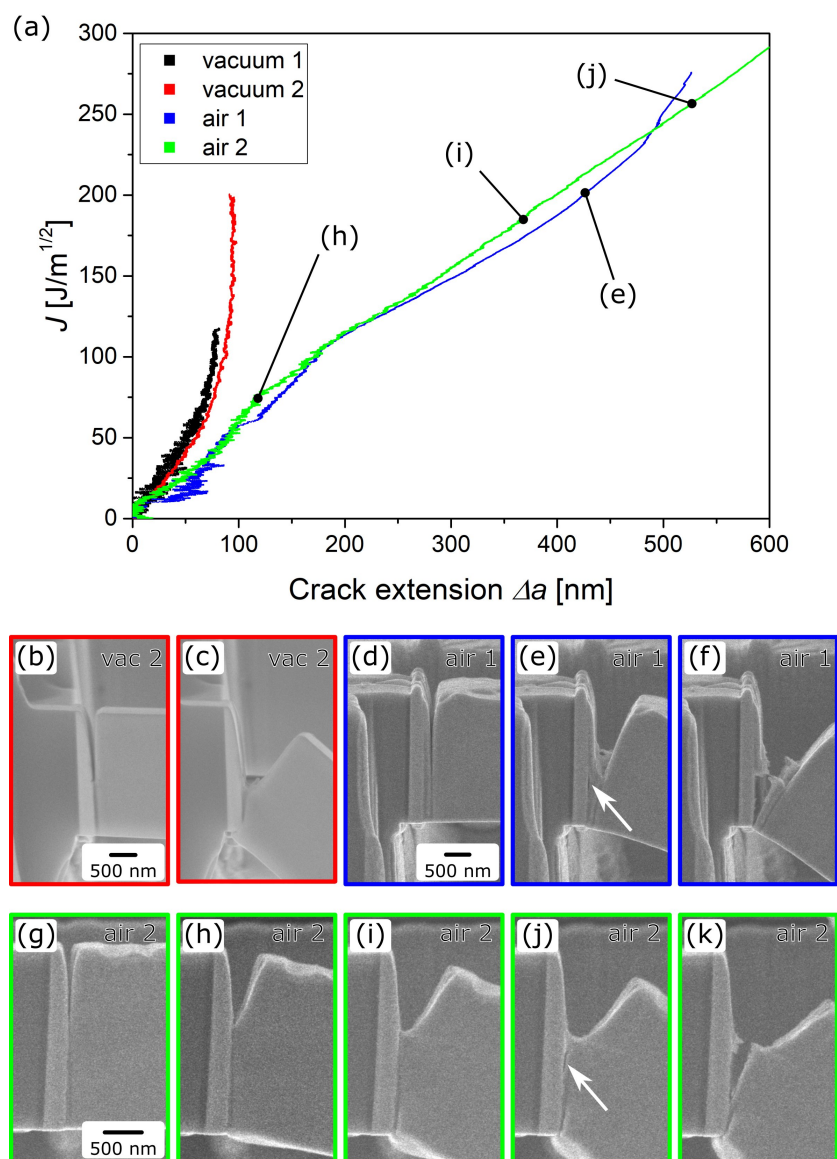 (a)
300
250
200
150
100
50
0
J [J/m^1/2]
vacuum 1
vacuum 2
air 1
air 2
(h)
(i)
(j)
(e)
0 100 200 300 400 500 600
Crack extension Δa [nm]
(b) vac 2
500 nm
(c) vac 2
(d) air 1
500 nm
(e) air 1
(f) air 1
(g) air 2
500 nm
(h) air 2
(i) air 2
(j) air 2
(k) air 2